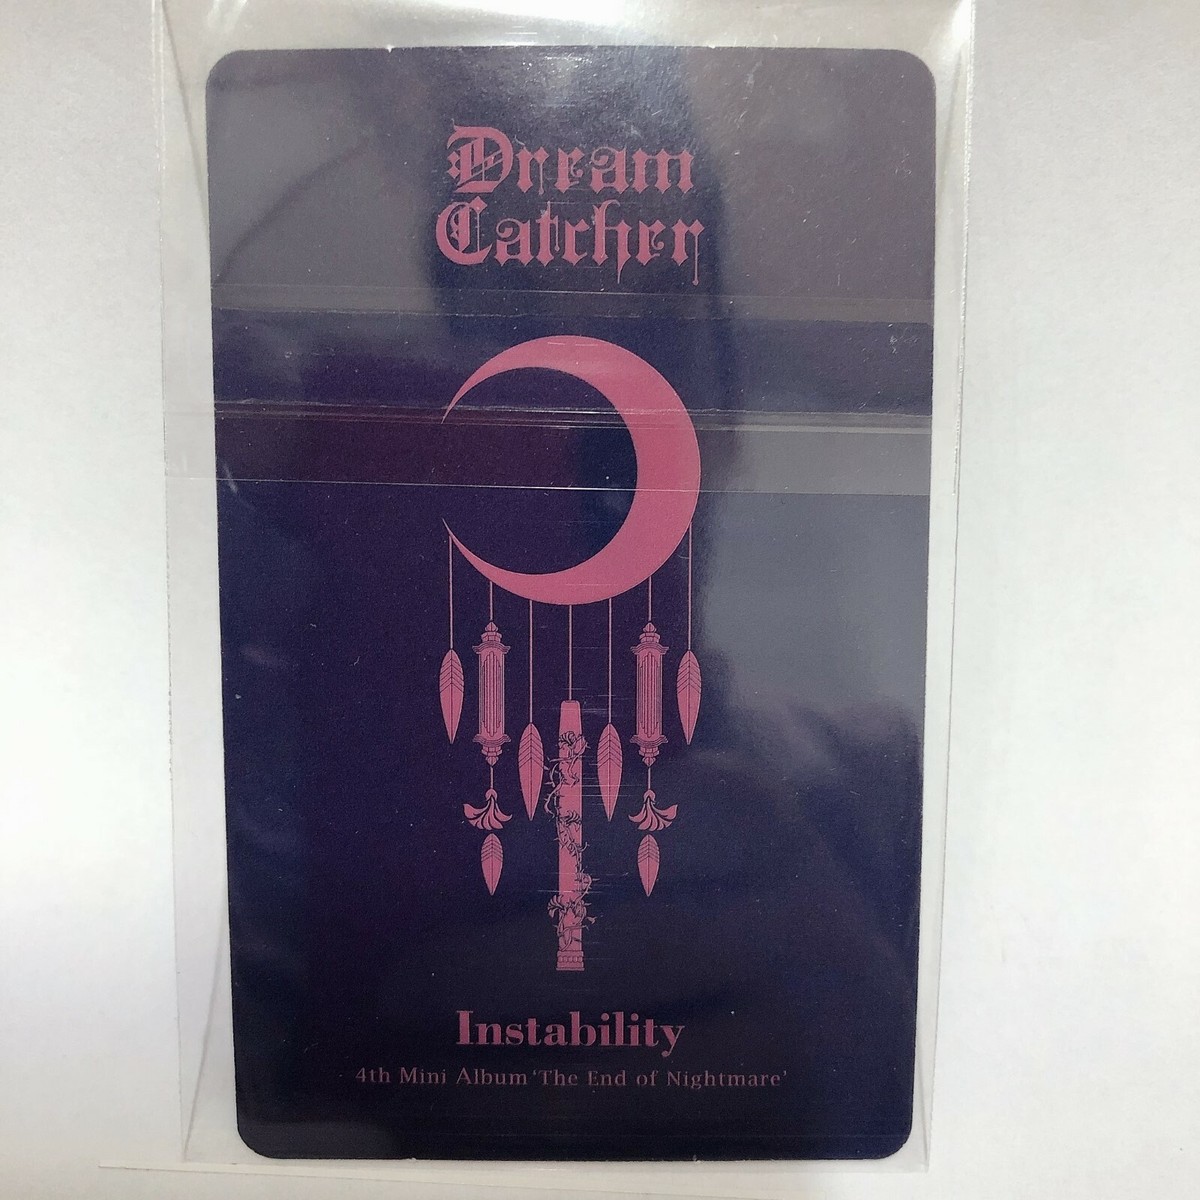 Dream
Catcher
Instability
4th Mini Album 'The End of Nightmare'